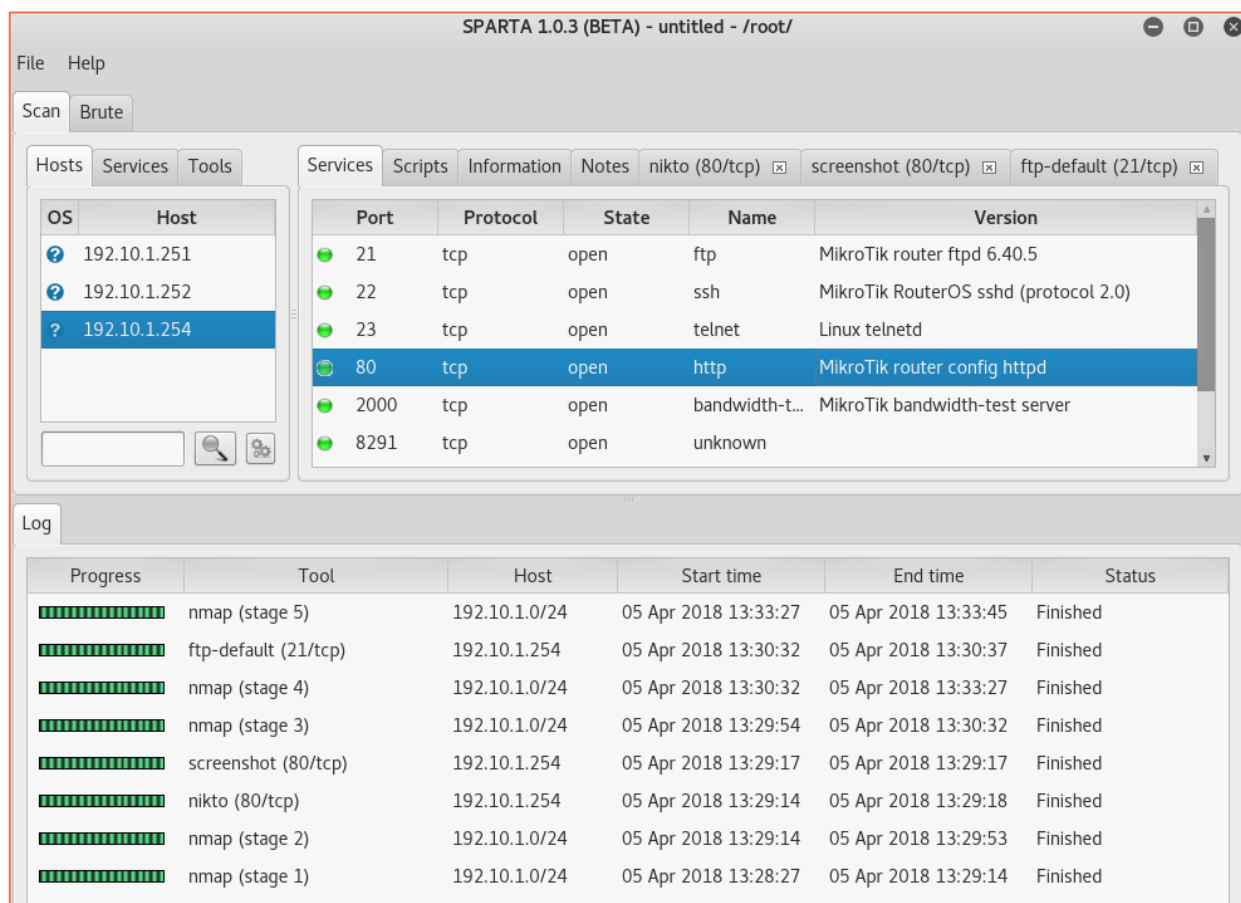 SPARTA 1.0.3 (BETA) - untitled - /root/
File Help
Scan Brute
Hosts Services Tools
OS Host
192.10.1.251
192.10.1.252
192.10.1.254
Services Scripts Information Notes nikto (80/tcp) screenshot (80/tcp) ftp-default (21/tcp)
Port Protocol State Name Version
21 tcp open ftp MikroTik router ftpd 6.40.5
22 tcp open ssh MikroTik RouterOS sshd (protocol 2.0)
23 tcp open telnet Linux telnetd
80 tcp open http MikroTik router config httpd
2000 tcp open bandwidth-t... MikroTik bandwidth-test server
8291 tcp open unknown
Log
Progress Tool Host Start time End time Status
nmap (stage 5) 192.10.1.0/24 05 Apr 2018 13:33:27 05 Apr 2018 13:33:45 Finished
ftp-default (21/tcp) 192.10.1.254 05 Apr 2018 13:30:32 05 Apr 2018 13:30:37 Finished
nmap (stage 4) 192.10.1.0/24 05 Apr 2018 13:30:32 05 Apr 2018 13:33:27 Finished
nmap (stage 3) 192.10.1.0/24 05 Apr 2018 13:29:54 05 Apr 2018 13:30:32 Finished
screenshot (80/tcp) 192.10.1.254 05 Apr 2018 13:29:17 05 Apr 2018 13:29:17 Finished
nikto (80/tcp) 192.10.1.254 05 Apr 2018 13:29:14 05 Apr 2018 13:29:18 Finished
nmap (stage 2) 192.10.1.0/24 05 Apr 2018 13:29:14 05 Apr 2018 13:29:53 Finished
nmap (stage 1) 192.10.1.0/24 05 Apr 2018 13:28:27 05 Apr 2018 13:29:14 Finished